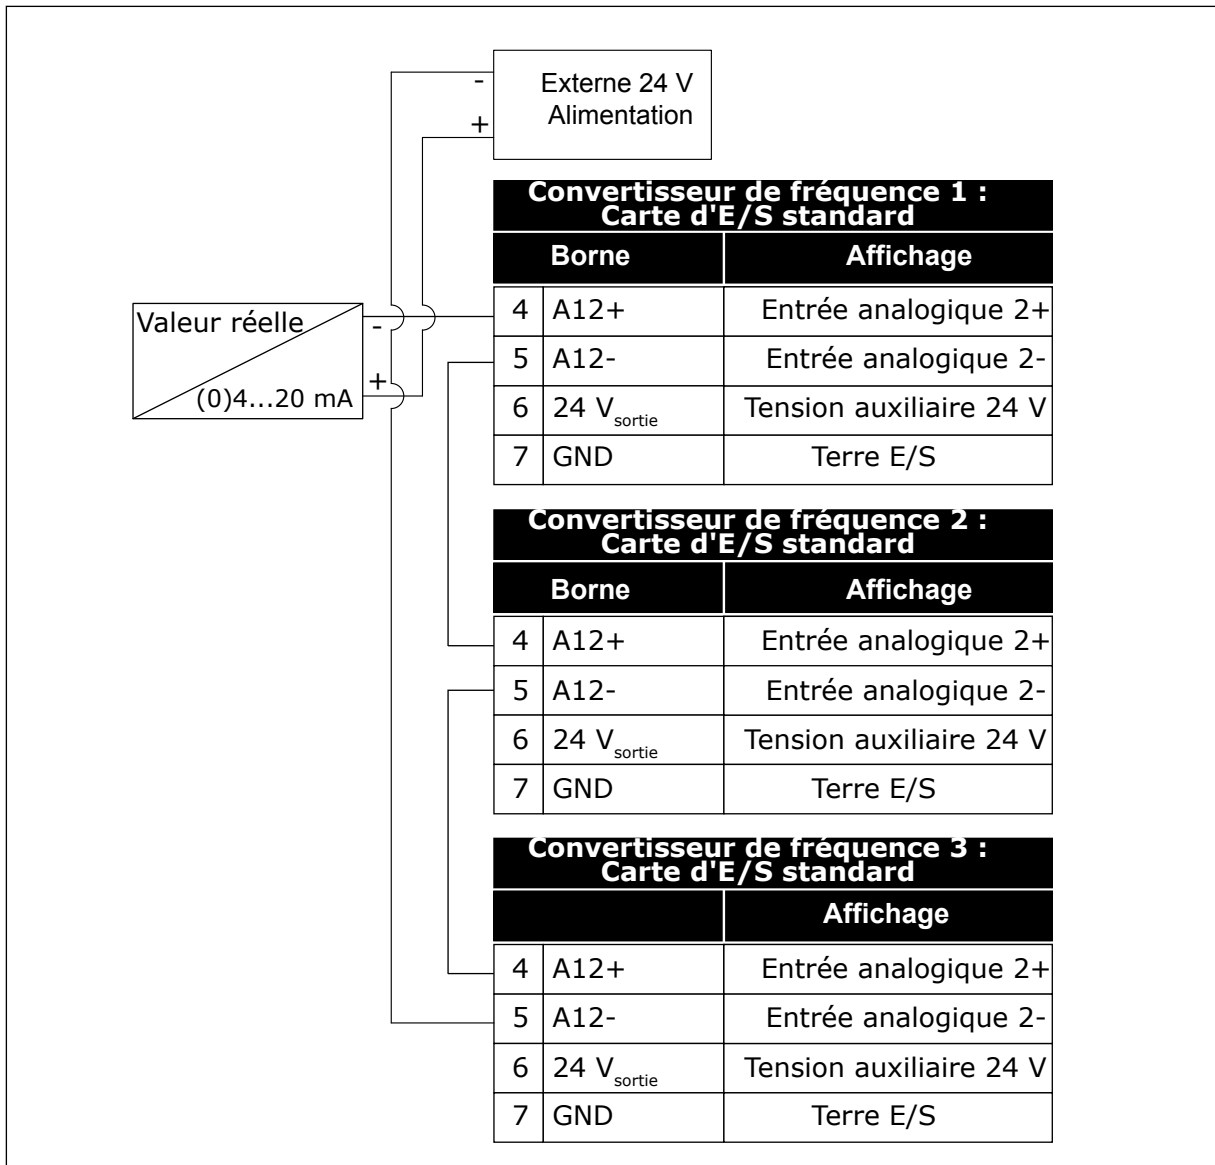 -
Externe 24 V
Alimentation
+
Convertisseur de fréquence 1 :
Carte d'E/S standard
Borne Affichage
Valeur réelle
-
+
(0)4...20 mA
4 A12+ Entrée analogique 2+
5 A12- Entrée analogique 2-
6 24 Vsortie Tension auxiliaire 24 V
7 GND Terre E/S
Convertisseur de fréquence 2 :
Carte d'E/S standard
Borne Affichage
4 A12+ Entrée analogique 2+
5 A12- Entrée analogique 2-
6 24 Vsortie Tension auxiliaire 24 V
7 GND Terre E/S
Convertisseur de fréquence 3 :
Carte d'E/S standard
Affichage
4 A12+ Entrée analogique 2+
5 A12- Entrée analogique 2-
6 24 Vsortie Tension auxiliaire 24 V
7 GND Terre E/S